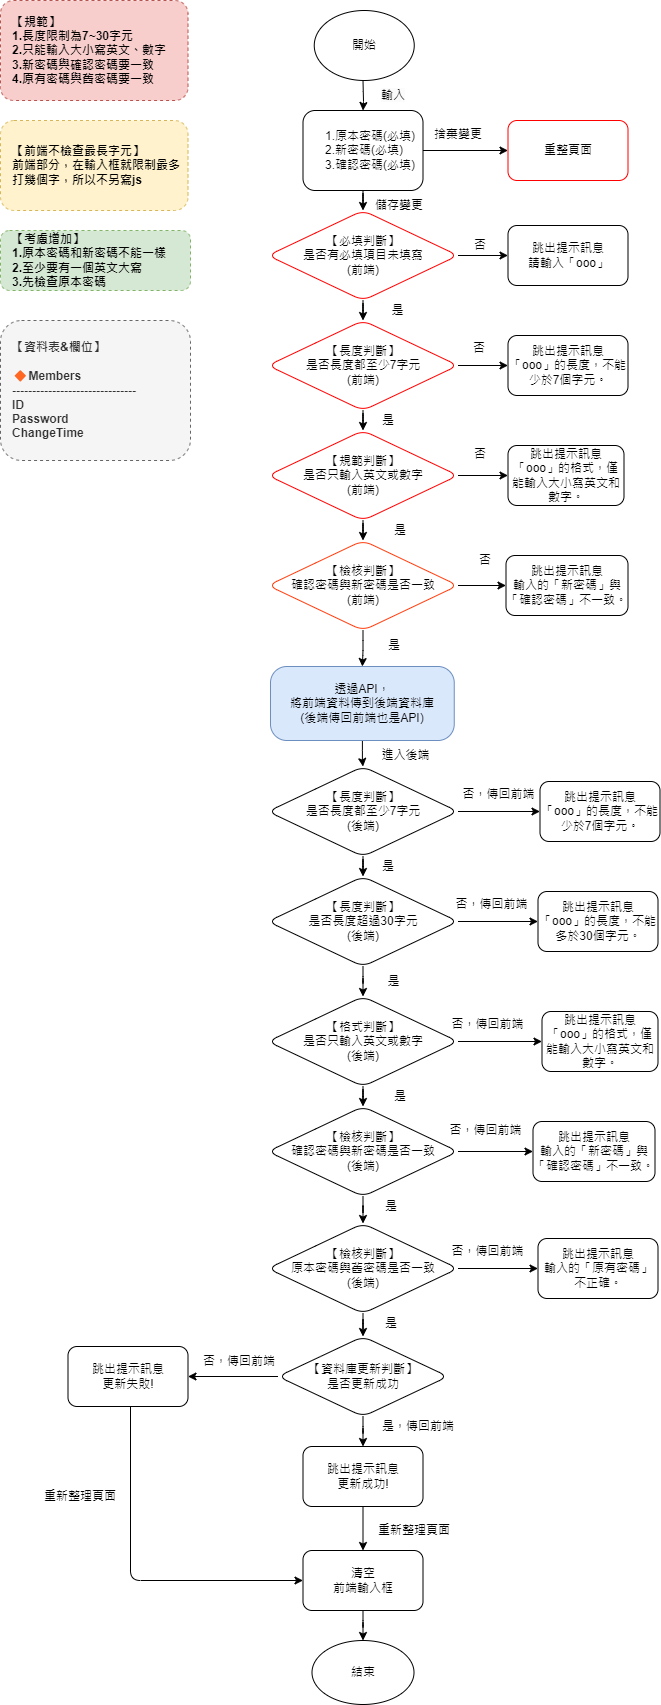 【規範】
1.長度限制為7~30字元
2.只能輸入大小寫英文、數字
3.新密碼與確認密碼要一致
4.原有密碼與舊密碼要一致
【前端不檢查最長字元】
前端部分，在輸入框就限制最多
打幾個字，所以不另寫js
【考慮增加】
1.原本密碼和新密碼不能一樣
2.至少要有一個英文大寫
3.先檢查原本密碼
【資料表&欄位】
Members
-------------------------------
ID
Password
ChangeTime
開始
輸入
1.原本密碼(必填)
2.新密碼(必填)
3.確認密碼(必填)
捨棄變更
重整頁面
儲存變更
【必填判斷】
是否有必填項目未填寫
(前端)
否
跳出提示訊息
請輸入「ooo」
是
【長度判斷】
是否長度都至少7字元
(前端)
否
跳出提示訊息
「ooo」的長度，不能
少於7個字元。
是
【規範判斷】
是否只輸入英文或數字
(前端)
否
跳出提示訊息
「ooo」的格式，僅
能輸入大小寫英文和
數字。
是
【檢核判斷】
確認密碼與新密碼是否一致
(前端)
否
跳出提示訊息
輸入的「新密碼」與
「確認密碼」不一致。
是
透過API，
將前端資料傳到後端資料庫
(後端傳回前端也是API)
進入後端
【長度判斷】
是否長度都至少7字元
(後端)
否，傳回前端
跳出提示訊息
「ooo」的長度，不能
少於7個字元。
是
【長度判斷】
是否長度超過30字元
(後端)
否，傳回前端
跳出提示訊息
「ooo」的長度，不能
多於30個字元。
是
【格式判斷】
是否只輸入英文或數字
(後端)
否，傳回前端
跳出提示訊息
「ooo」的格式，僅
能輸入大小寫英文和
數字。
是
【檢核判斷】
確認密碼與新密碼是否一致
(後端)
否，傳回前端
跳出提示訊息
輸入的「新密碼」與
「確認密碼」不一致。
是
【檢核判斷】
原本密碼與舊密碼是否一致
(後端)
否，傳回前端
跳出提示訊息
輸入的「原有密碼」
不正確。
是
【資料庫更新判斷】
是否更新成功
否，傳回前端
跳出提示訊息
更新失敗!
是，傳回前端
跳出提示訊息
更新成功!
重新整理頁面
重新整理頁面
清空
前端輸入框
結束